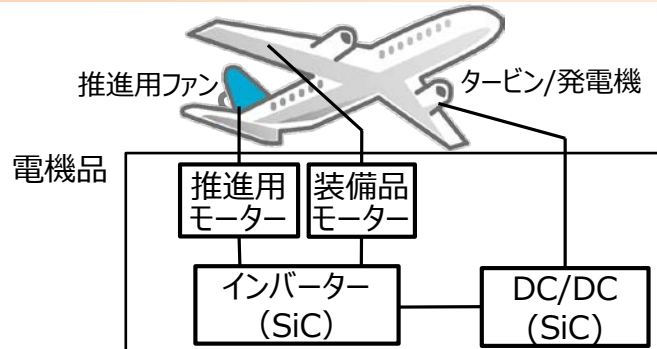 推進用ファン
タービン/発電機
電機品
推進用
モーター
装備品
モーター
インバーター
（SiC）
DC/DC
(SiC)